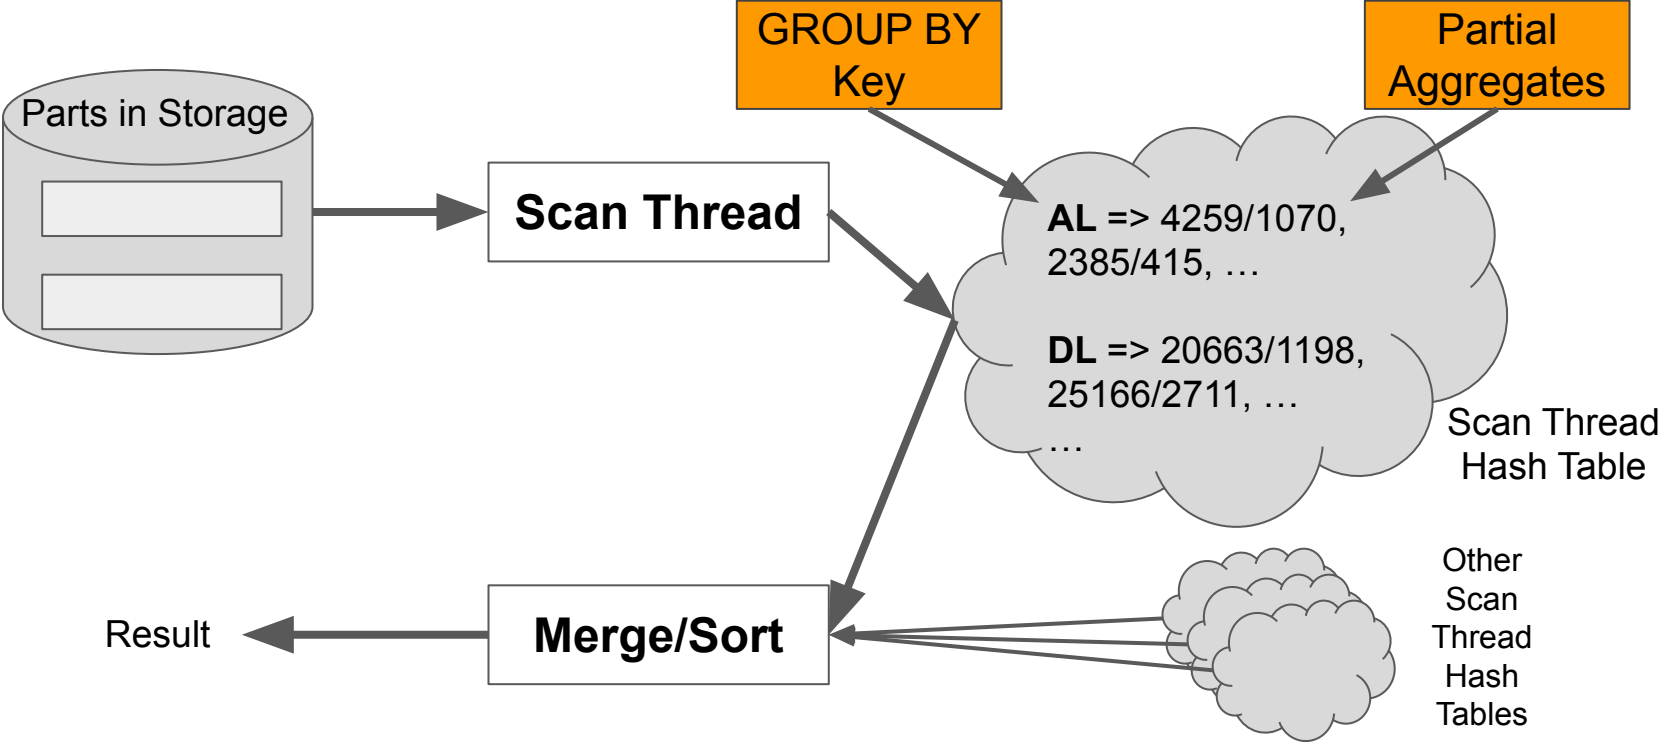 GROUP BY
Key
Partial
Aggregates
Parts in Storage
Scan Thread
AL => 4259/1070,
2385/415, …
DL => 20663/1198,
25166/2711, …
…
Scan Thread
Hash Table
Other
Scan
Thread
Hash
Tables
Merge/Sort
Result